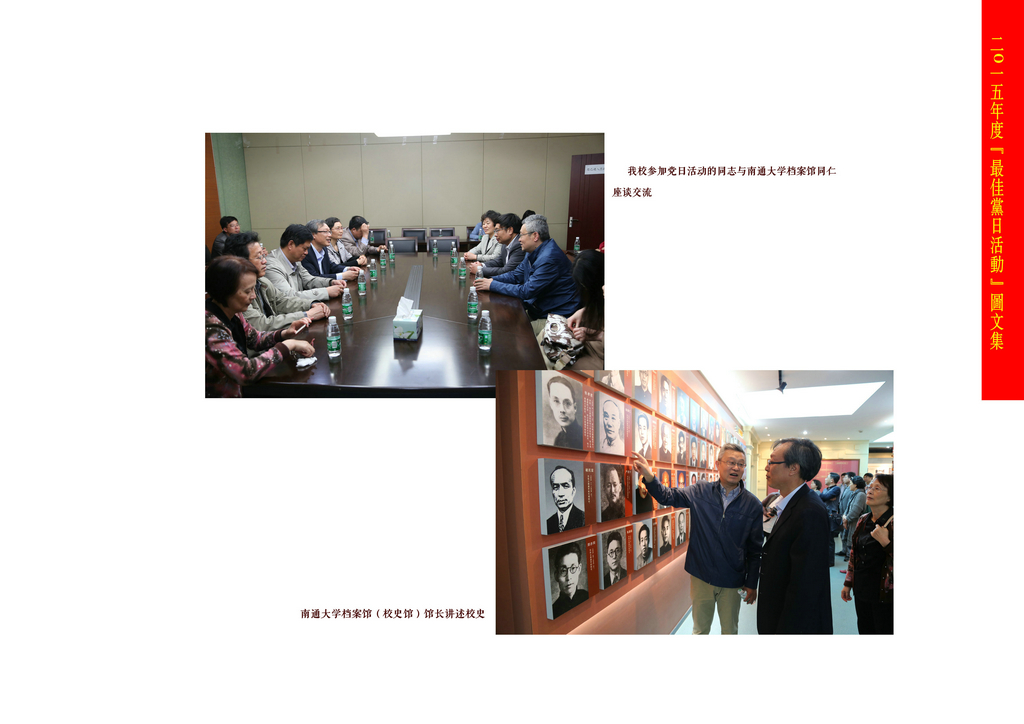 二〇一五年度『最佳黨日活動』圖文集
我校参加党日活动的同志与南通大学档案馆同仁
座谈交流
南通大学档案馆（校史馆）馆长讲述校史